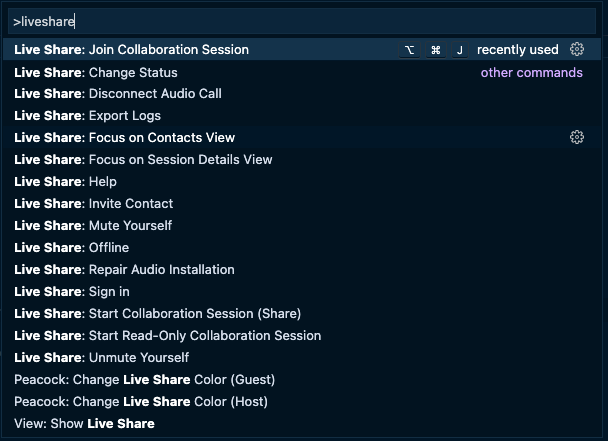 >liveshare
Live Share: Join Collaboration Session ⌥ ⌘ J recently used
Live Share: Change Status other commands
Live Share: Disconnect Audio Call
Live Share: Export Logs
Live Share: Focus on Contacts View
Live Share: Focus on Session Details View
Live Share: Help
Live Share: Invite Contact
Live Share: Mute Yourself
Live Share: Offline
Live Share: Repair Audio Installation
Live Share: Sign in
Live Share: Start Collaboration Session (Share)
Live Share: Start Read-Only Collaboration Session
Live Share: Unmute Yourself
Peacock: Change Live Share Color (Guest)
Peacock: Change Live Share Color (Host)
View: Show Live Share